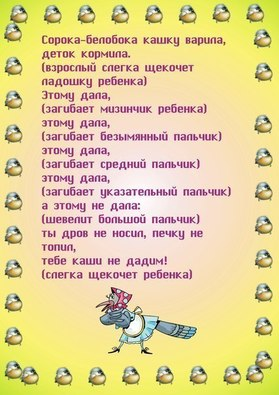 Сорока-белобока кашку варила,
деток кормила.
(взрослый слегка щекочет
ладошку ребенка)
Этому дала,
(загибает мизинчик ребенка)
этому дала,
(загибает безымянный пальчик)
этому дала,
(загибает средний пальчик)
этому дала,
(загибает указательный пальчик)
а этому не дала:
(шевелит большой пальчик)
ты дров не носил, печку не
топил,
тебе каши не дадим!
(слегка щекочет ребенка)